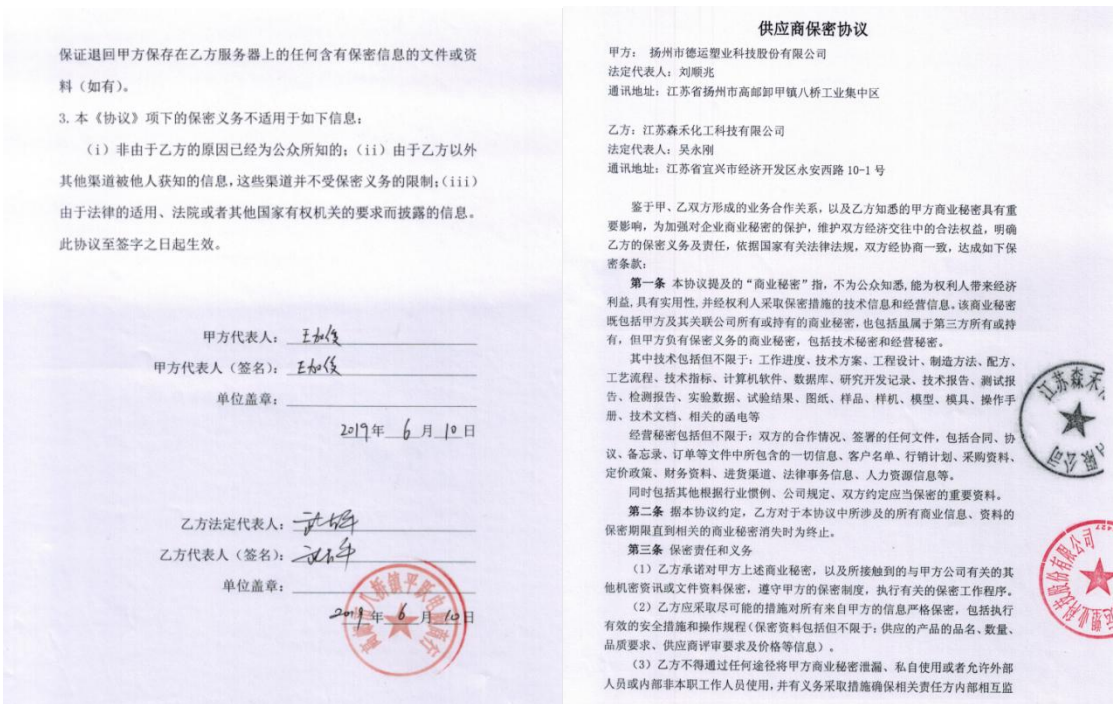 保证退回甲方保存在乙方服务器上的任何含有保密信息的文件或资
料（如有）。
3. 本《协议》项下的保密义务不适用于如下信息：
（i）非由于乙方的原因已经为公众所知的；（ii）由于乙方以外
其他渠道被他人获知的信息，这些渠道并不受保密义务的限制；（iii）
由于法律的适用、法院或者其他国家有权机关的要求而披露的信息。
此协议至签字之日起生效。
甲方代表人：
甲方代表人（签名）：
单位盖章：
2019年 6 月 10 日
乙方法定代表人：
乙方代表人（签名）：
单位盖章：
2019 年 6 月 10 日
供应商保密协议
甲方： 扬州市德运塑业科技股份有限公司
法定代表人：刘顺兆
通讯地址：江苏省扬州市高邮卸甲镇八桥工业集中区
乙方：江苏森禾化工科技有限公司
法定代表人：吴永刚
通讯地址：江苏省宜兴市经济开发区永安西路 10-1 号
鉴于甲、乙双方形成的业务合作关系，以及乙方知悉的甲方商业秘密具有重
要影响，为加强对企业商业秘密的保护，维护双方经济交往中的合法权益，明确
乙方的保密义务及责任，依据国家有关法律法规，双方经协商一致，达成如下保
密条款：
第一条 本协议提及的“商业秘密”指，不为公众知悉,能为权利人带来经济
利益,具有实用性,并经权利人采取保密措施的技术信息和经营信息,该商业秘密
既包括甲方及其关联公司所有或持有的商业秘密,也包括虽属于第三方所有或持
有，但甲方负有保密义务的商业秘密，包括技术秘密和经营秘密。
其中技术包括但不限于：工作进度、技术方案、工程设计、制造方法、配方、
工艺流程、技术指标、计算机软件、数据库、研究开发记录、技术报告、测试报
告、检测报告、实验数据、试验结果、图纸、样品、样机、模型、模具、操作手
册、技术文档、相关的函电等
经营秘密包括但不限于：双方的合作情况、签署的任何文件，包括合同、协
议、备忘录、订单等文件中所包含的一切信息、客户名单、行销计划、采购资料、
定价政策、财务资料、进货渠道、法律事务信息、人力资源信息等。
同时包括其他根据行业惯例、公司规定、双方约定应当保密的重要资料。
第二条 据本协议约定，乙方对于本协议中所涉及的所有商业信息、资料的
保密期限直到相关的商业秘密消失时为终止。
第三条 保密责任和义务
（1）乙方承诺对甲方上述商业秘密，以及所接触到的与甲方公司有关的其
他机密资讯或文件资料保密，遵守甲方的保密制度，执行有关的保密工作程序。
（2）乙方应采取尽可能的措施对所有来自甲方的信息严格保密，包括执行
有效的安全措施和操作规程（保密资料包括但不限于：供应的产品的品名、数量、
品质要求、供应商评审要求及价格等信息）。
（3）乙方不得通过任何途径将甲方商业秘密泄漏、私自使用或者允许外部
人员或内部非本职工作人员使用,并有义务采取措施确保相关责任方内部相互监
江苏森禾
限公司
塑业科技股份有限公司